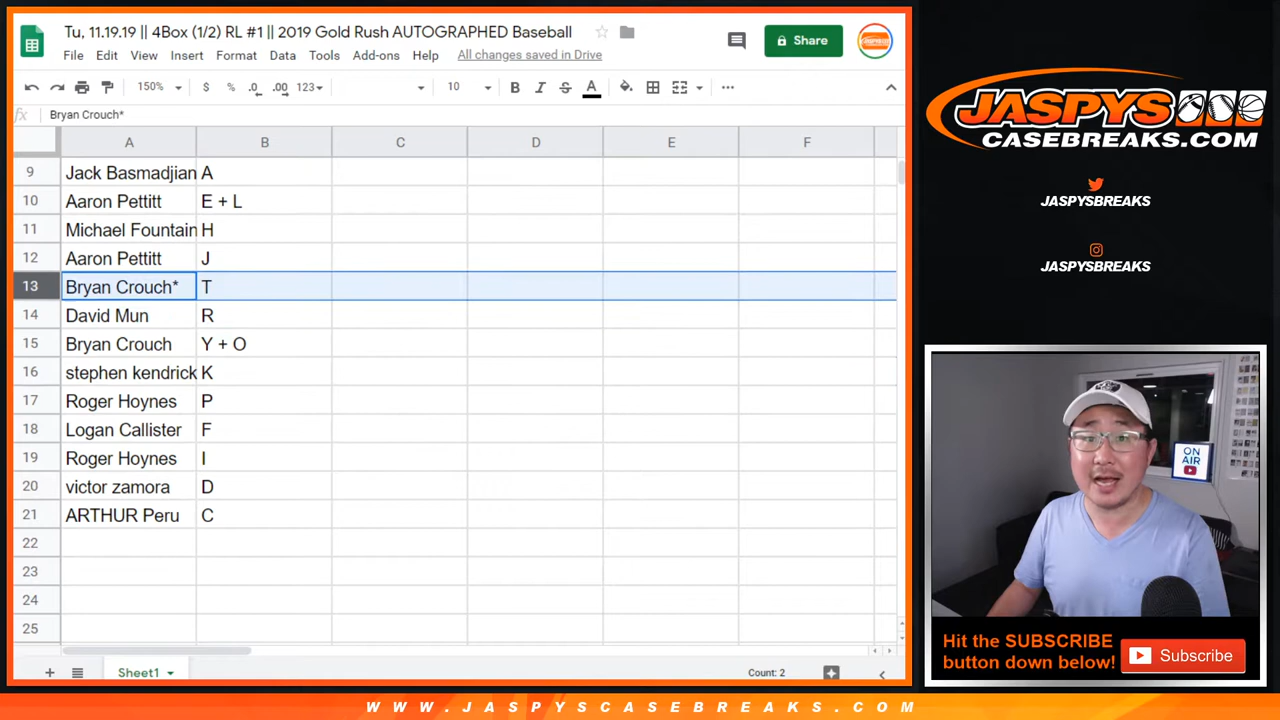 Tu, 11.19.19 || 4Box (1/2) RL #1 || 2019 Gold Rush AUTOGRAPHED Baseball
Share
File Edit View Insert Format Data Tools Add-ons Help All changes saved in Drive
150% $ % .0 .00 123 10 B I S A
fx Bryan Crouch*
A B C D E F
9 Jack Basmadjian A
10 Aaron Pettitt E + L
11 Michael Fountain H
12 Aaron Pettitt J
13 Bryan Crouch* T
14 David Mun R
15 Bryan Crouch Y + O
16 stephen kendrick K
17 Roger Hoynes P
18 Logan Callister F
19 Roger Hoynes I
20 victor zamora D
21 ARTHUR Peru C
22
23
24
25
Sheet1
Count: 2
JASPYS
CASEBREAKS.COM
JASPYSBREAKS
JASPYSBREAKS
ON
AIR
Hit the SUBSCRIBE
button down below!
Subscribe
WWW.JASPYSCASEBREAKS.COM